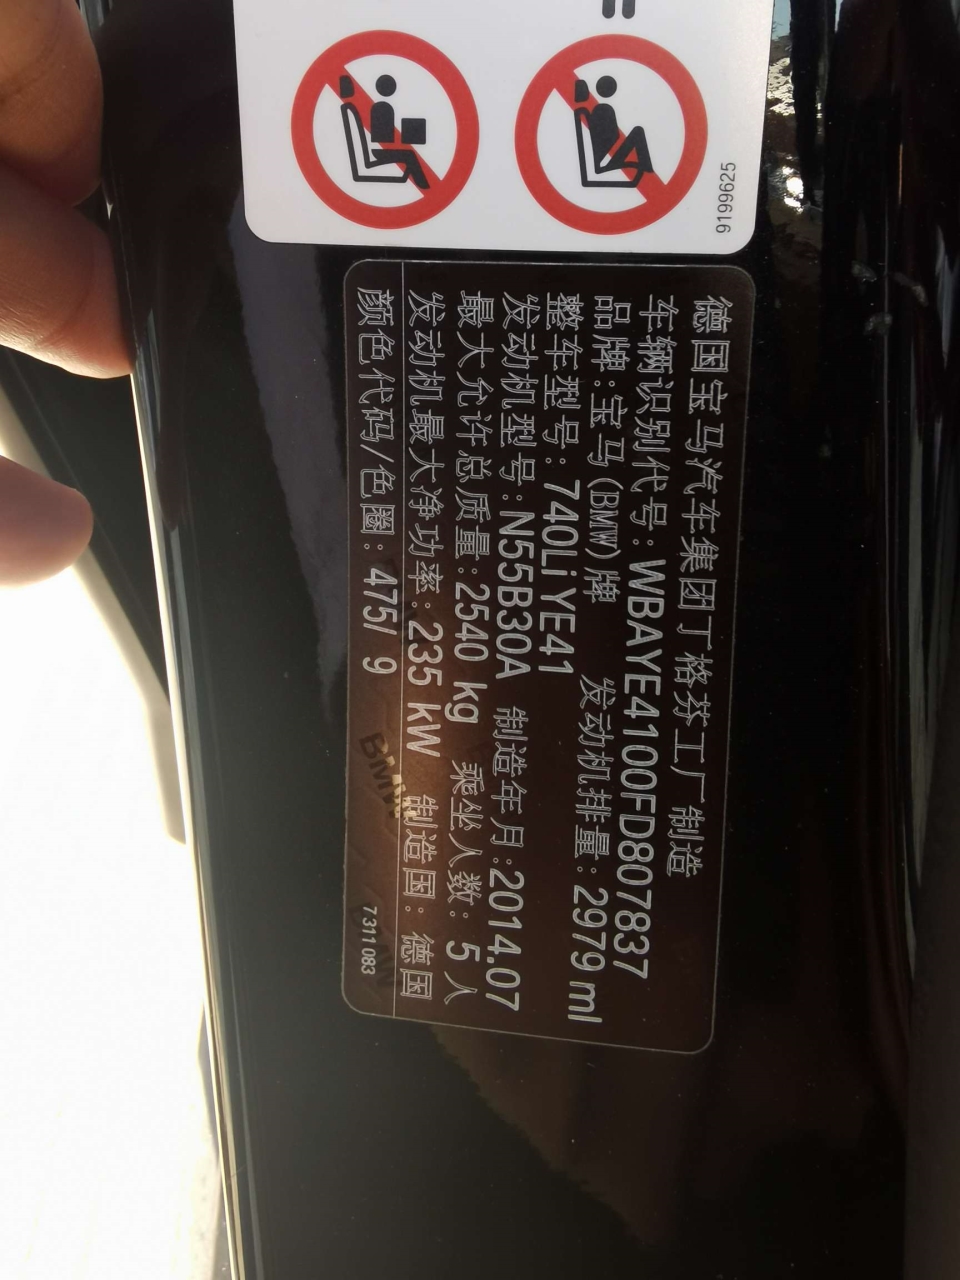 9199625
德国宝马汽车集团丁格芬工厂制造
车辆识别代号:WBAYE4100FD807837
品牌:宝马(BMW)牌 发动机排量:2979 ml
整车型号:740Li YE41
发动机型号:N55B30A 制造年月:2014.07
最大允许总质量:2540 kg 乘坐人数:5人
发动机最大净功率:235 kW 制造国:德国
颜色代码/色圈:475/ 9
7311083
BMW